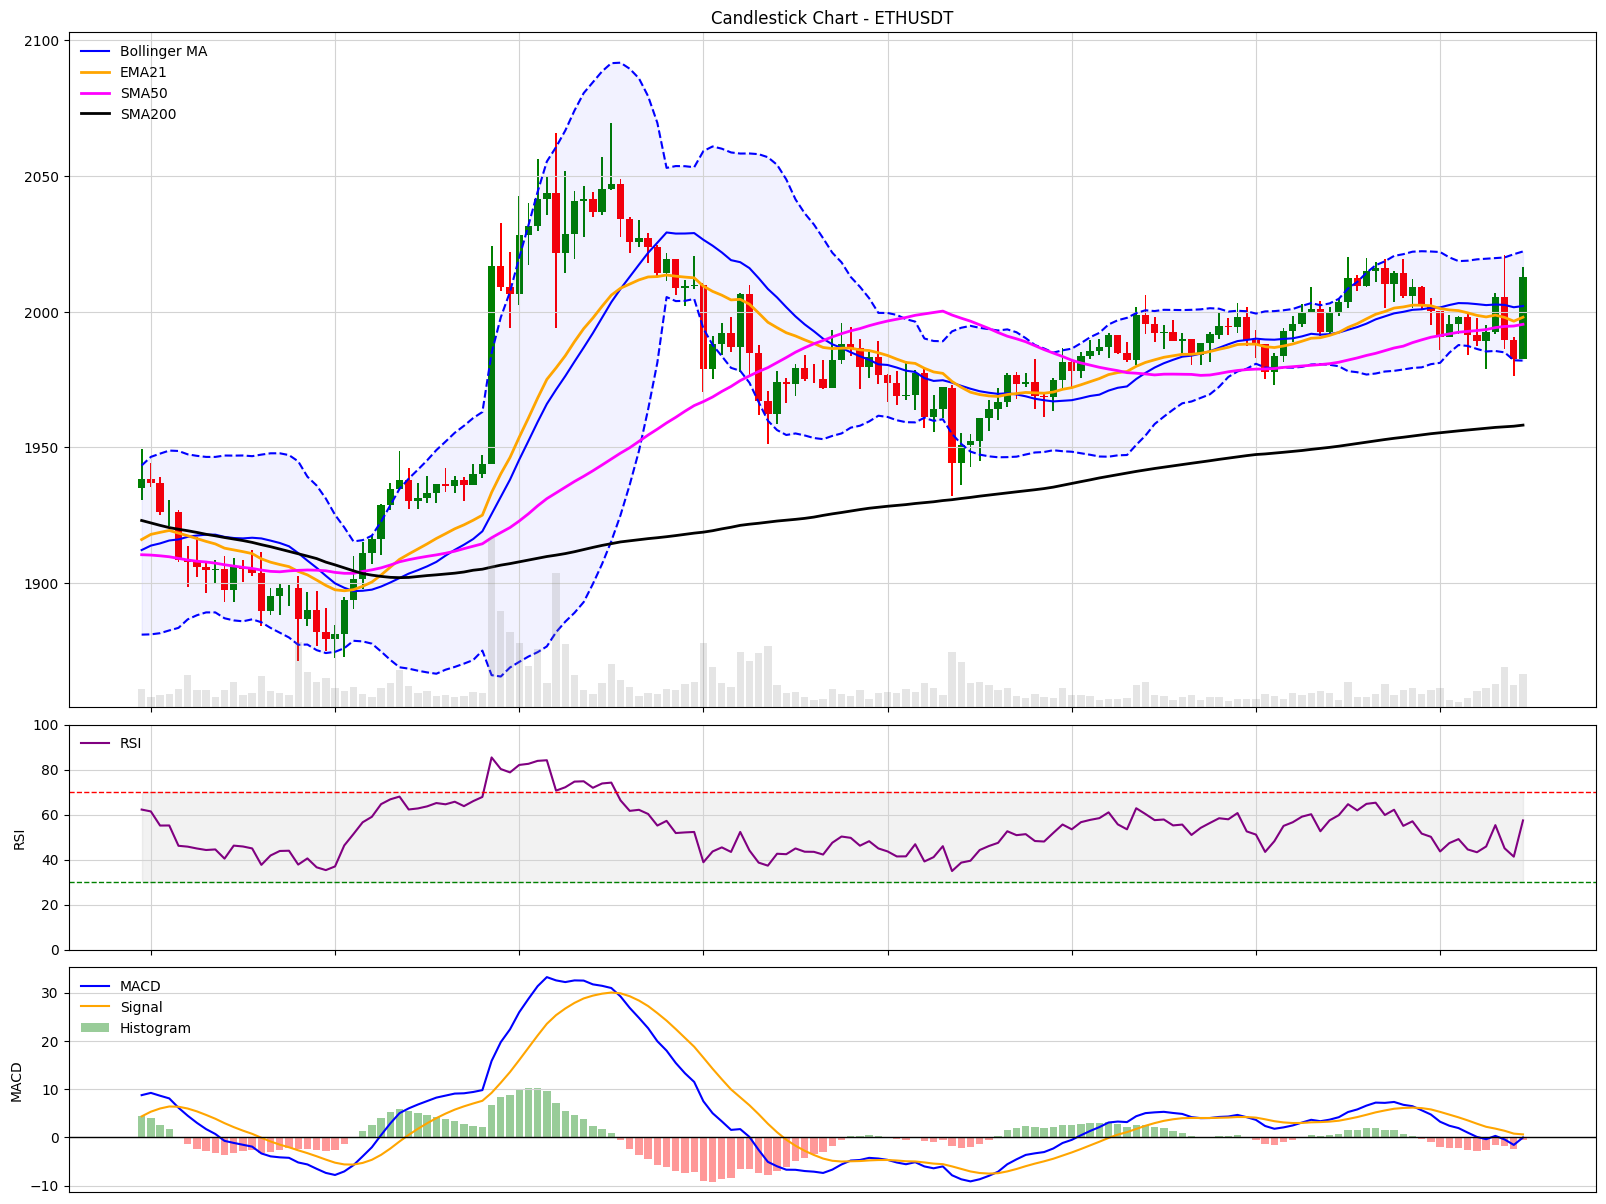 Candlestick Chart - ETHUSDT
2100
Bollinger MA
EMA21
SMA50
SMA200
2050
2000
1950
1900
100
RSI
80
60
RSI
40
20
0
MACD
30
Signal
Histogram
20
MACD
10
0
−10